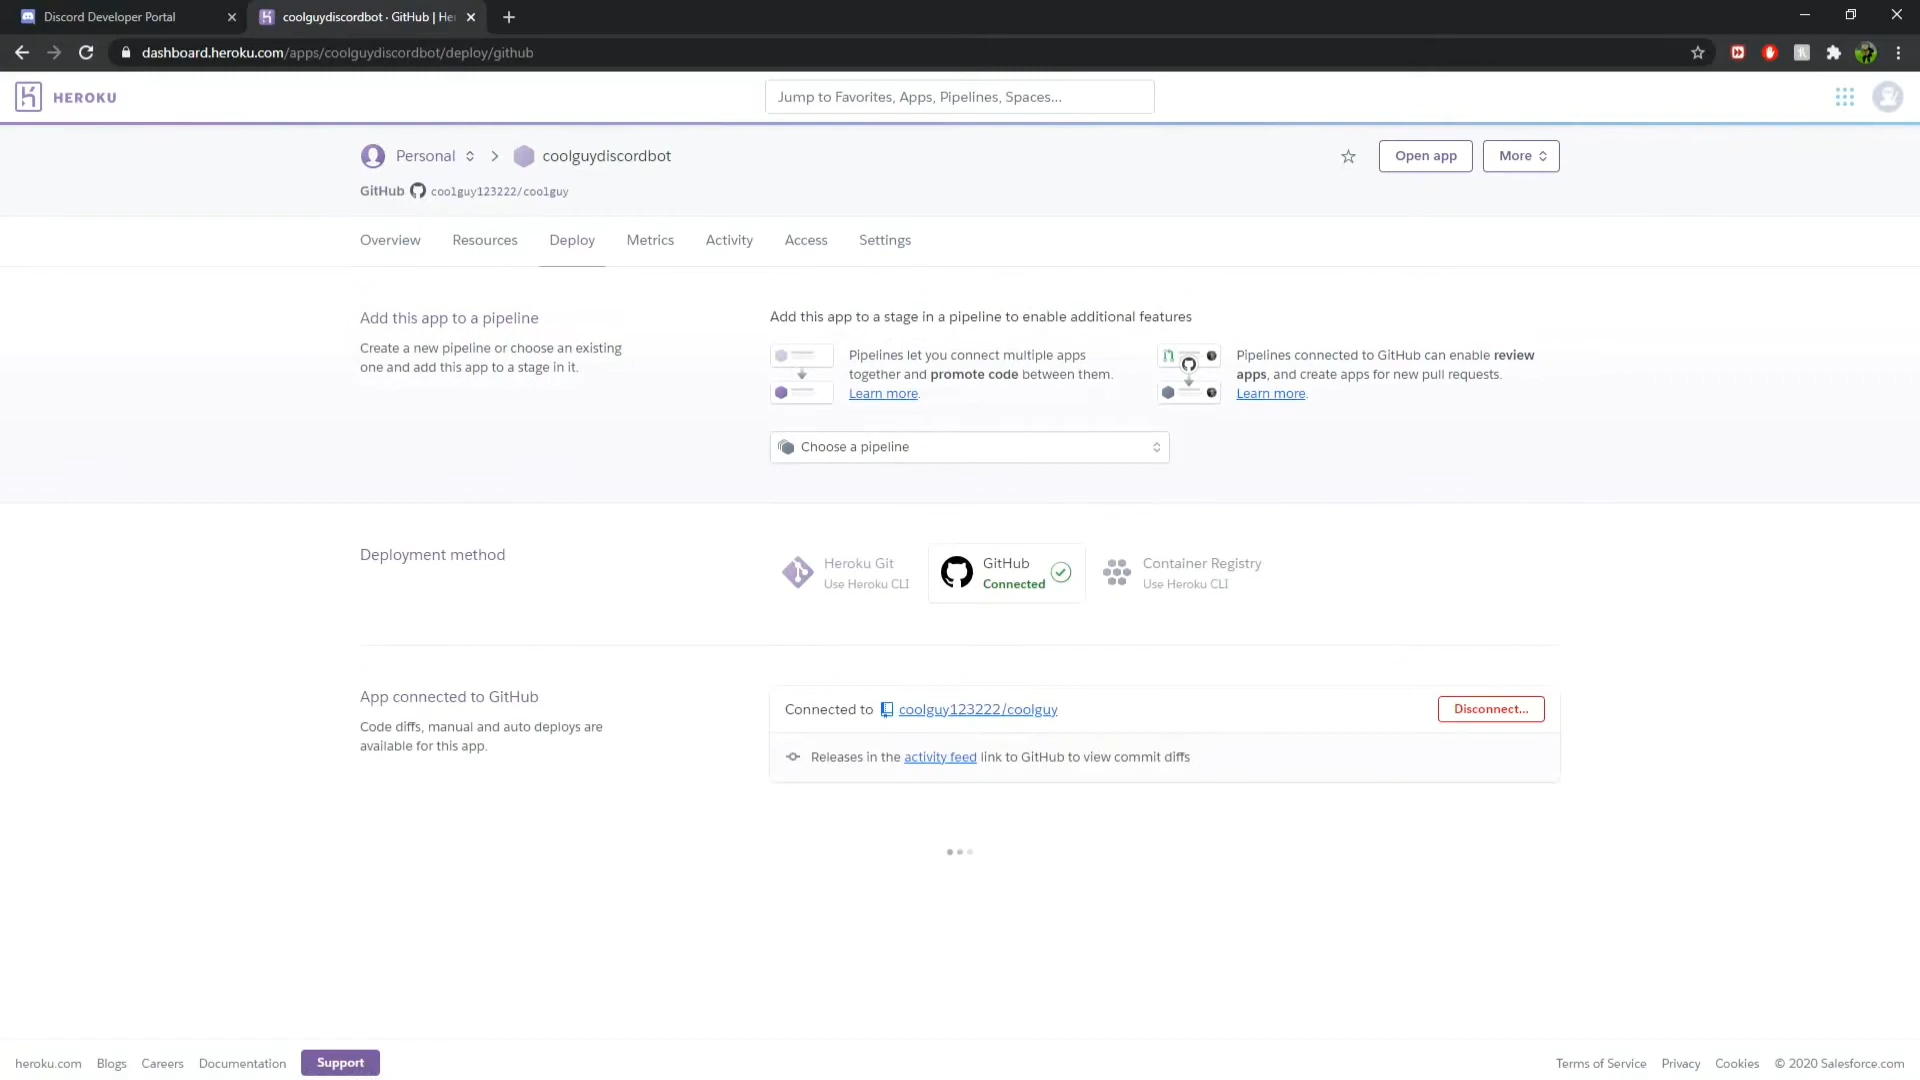 Discord Developer Portal
coolguydiscordbot · GitHub | He
dashboard.heroku.com/apps/coolguydiscordbot/deploy/github
HEROKU
Jump to Favorites, Apps, Pipelines, Spaces...
Personal
coolguydiscordbot
Open app
More
GitHub coolguy123222/coolguy
Overview
Resources
Deploy
Metrics
Activity
Access
Settings
Add this app to a pipeline
Create a new pipeline or choose an existing
one and add this app to a stage in it.
Add this app to a stage in a pipeline to enable additional features
Pipelines let you connect multiple apps
together and promote code between them.
Learn more.
Pipelines connected to GitHub can enable review
apps, and create apps for new pull requests.
Learn more.
Choose a pipeline
Deployment method
Heroku Git
Use Heroku CLI
GitHub
Connected
Container Registry
Use Heroku CLI
App connected to GitHub
Code diffs, manual and auto deploys are
available for this app.
Connected to coolguy123222/coolguy
Disconnect...
Releases in the activity feed link to GitHub to view commit diffs
heroku.com
Blogs
Careers
Documentation
Support
Terms of Service
Privacy
Cookies
© 2020 Salesforce.com